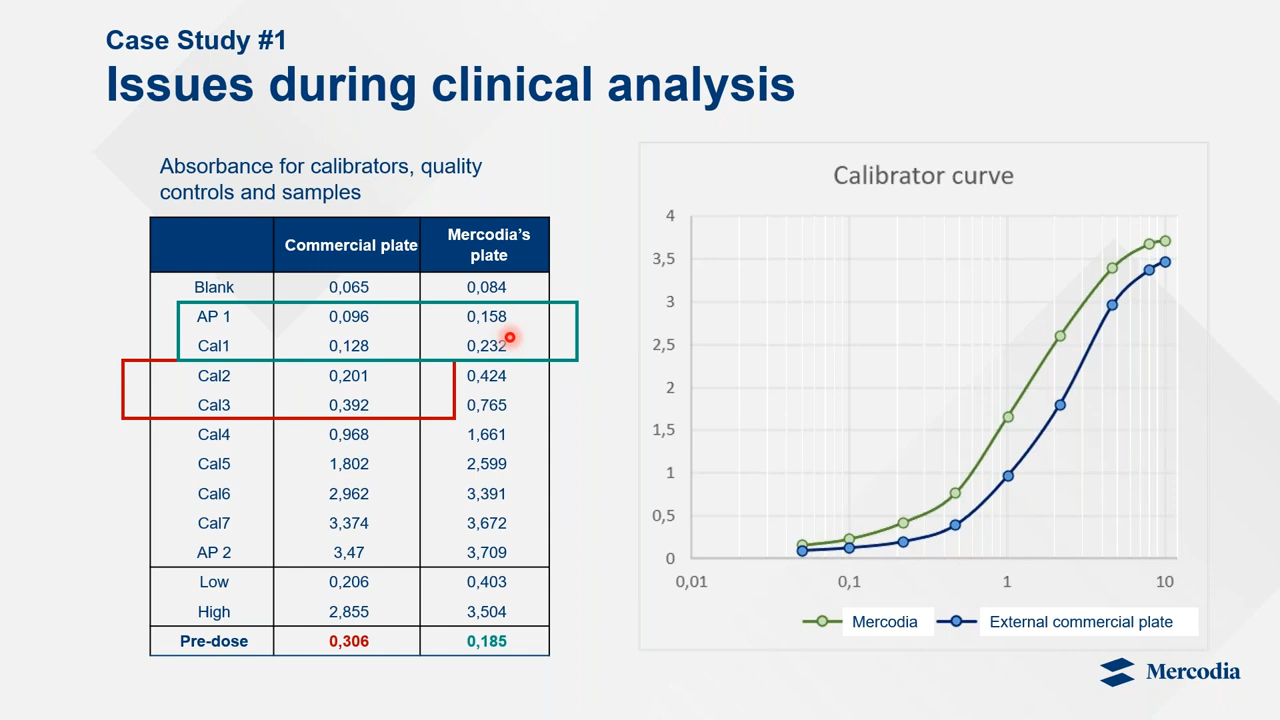 Case Study #1
Issues during clinical analysis
Absorbance for calibrators, quality
controls and samples
Commercial plate Mercodia's plate
Blank 0,065 0,084
AP 1 0,096 0,158
Cal1 0,128 0,232
Cal2 0,201 0,424
Cal3 0,392 0,765
Cal4 0,968 1,661
Cal5 1,802 2,599
Cal6 2,962 3,391
Cal7 3,374 3,672
AP 2 3,47 3,709
Low 0,206 0,403
High 2,855 3,504
Pre-dose 0,306 0,185
Calibrator curve
4
3,5
3
2,5
2
1,5
1
0,5
0
0,01 0,1 1 10
Mercodia External commercial plate
Mercodia